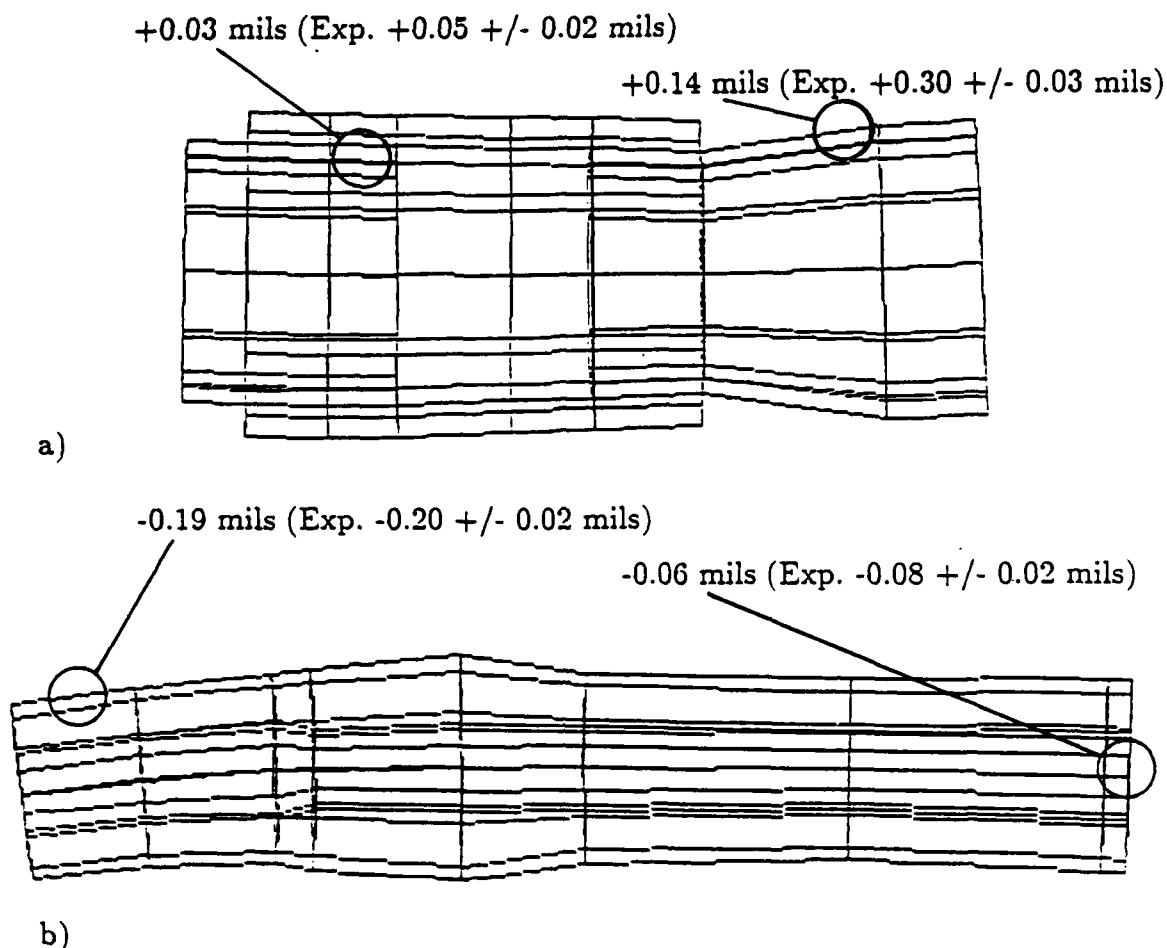 +0.03 mils (Exp. +0.05 +/- 0.02 mils)
+0.14 mils (Exp. +0.30 +/- 0.03 mils)
a)
-0.19 mils (Exp. -0.20 +/- 0.02 mils)
-0.06 mils (Exp. -0.08 +/- 0.02 mils)
b)